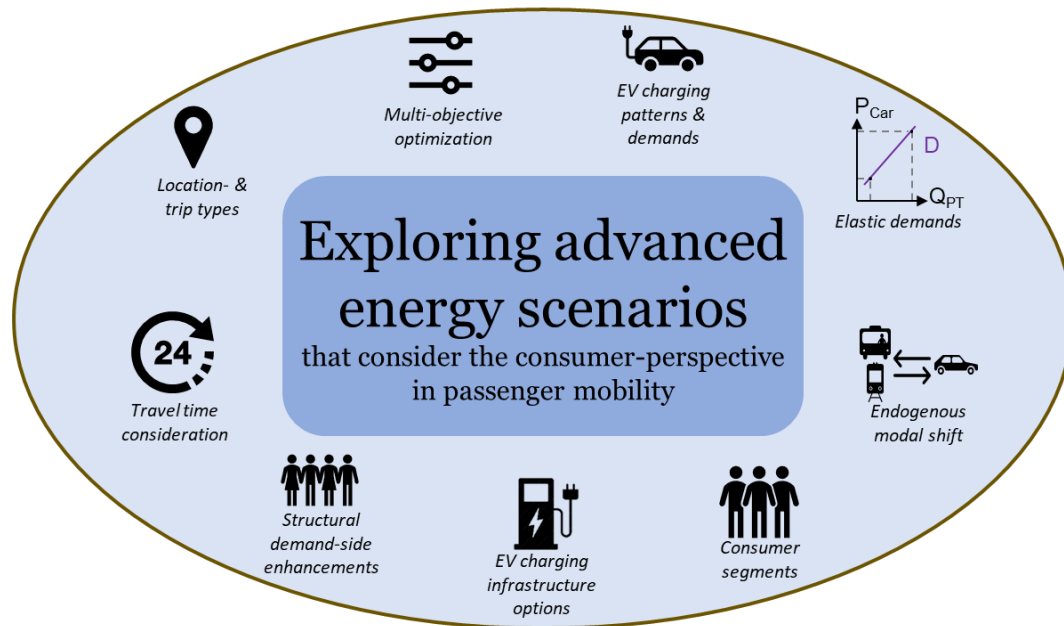 Multi-objective
optimization
EV charging
patterns &
demands
P Car
D
Q PT
Elastic demands
Location- &
trip types
Exploring advanced
energy scenarios
that consider the consumer-perspective
in passenger mobility
24
Travel time
consideration
Endogenous
modal shift
Structural
demand-side
enhancements
EV charging
infrastructure
options
Consumer
segments